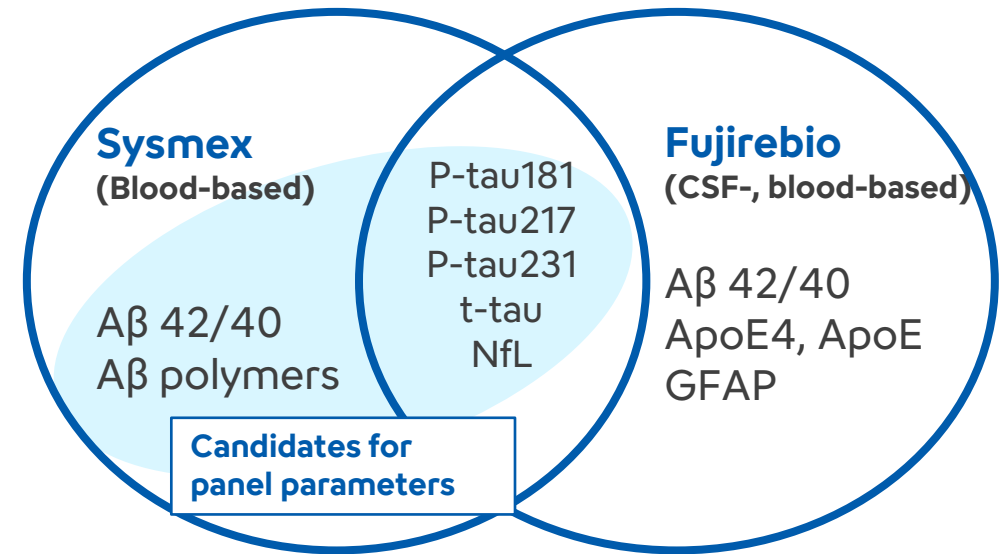 Sysmex
(Blood-based)
Aβ 42/40
Aβ polymers
P-tau181
P-tau217
P-tau231
t-tau
NfL
Fujirebio
(CSF-, blood-based)
Aβ 42/40
ApoE4, ApoE
GFAP
Candidates for
panel parameters